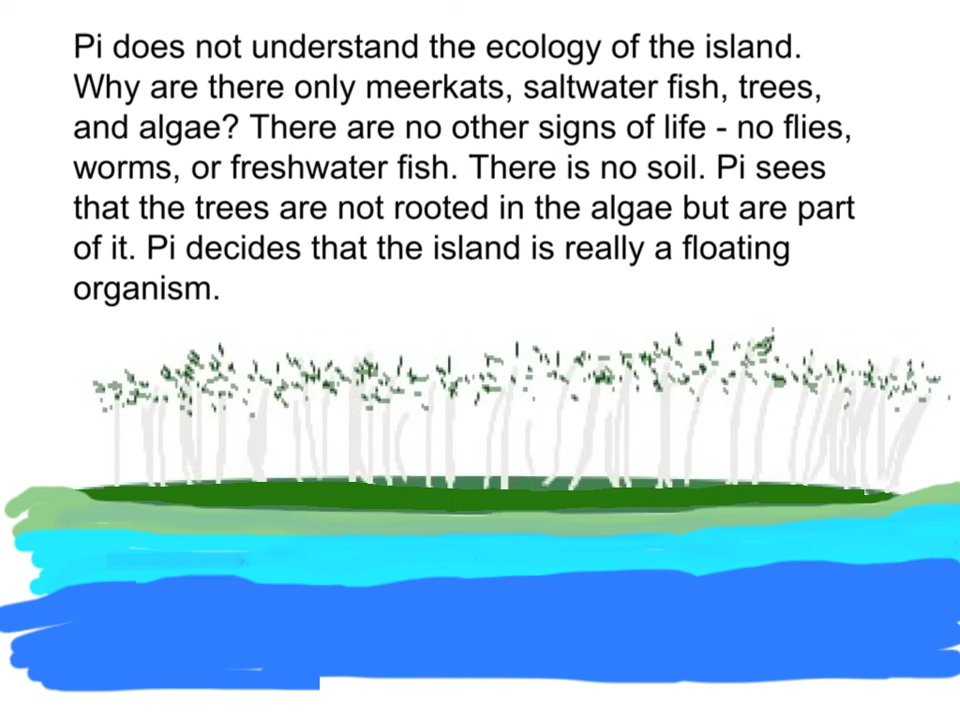 Pi does not understand the ecology of the island.
Why are there only meerkats, saltwater fish, trees,
and algae? There are no other signs of life - no flies,
worms, or freshwater fish. There is no soil. Pi sees
that the trees are not rooted in the algae but are part
of it. Pi decides that the island is really a floating
organism.